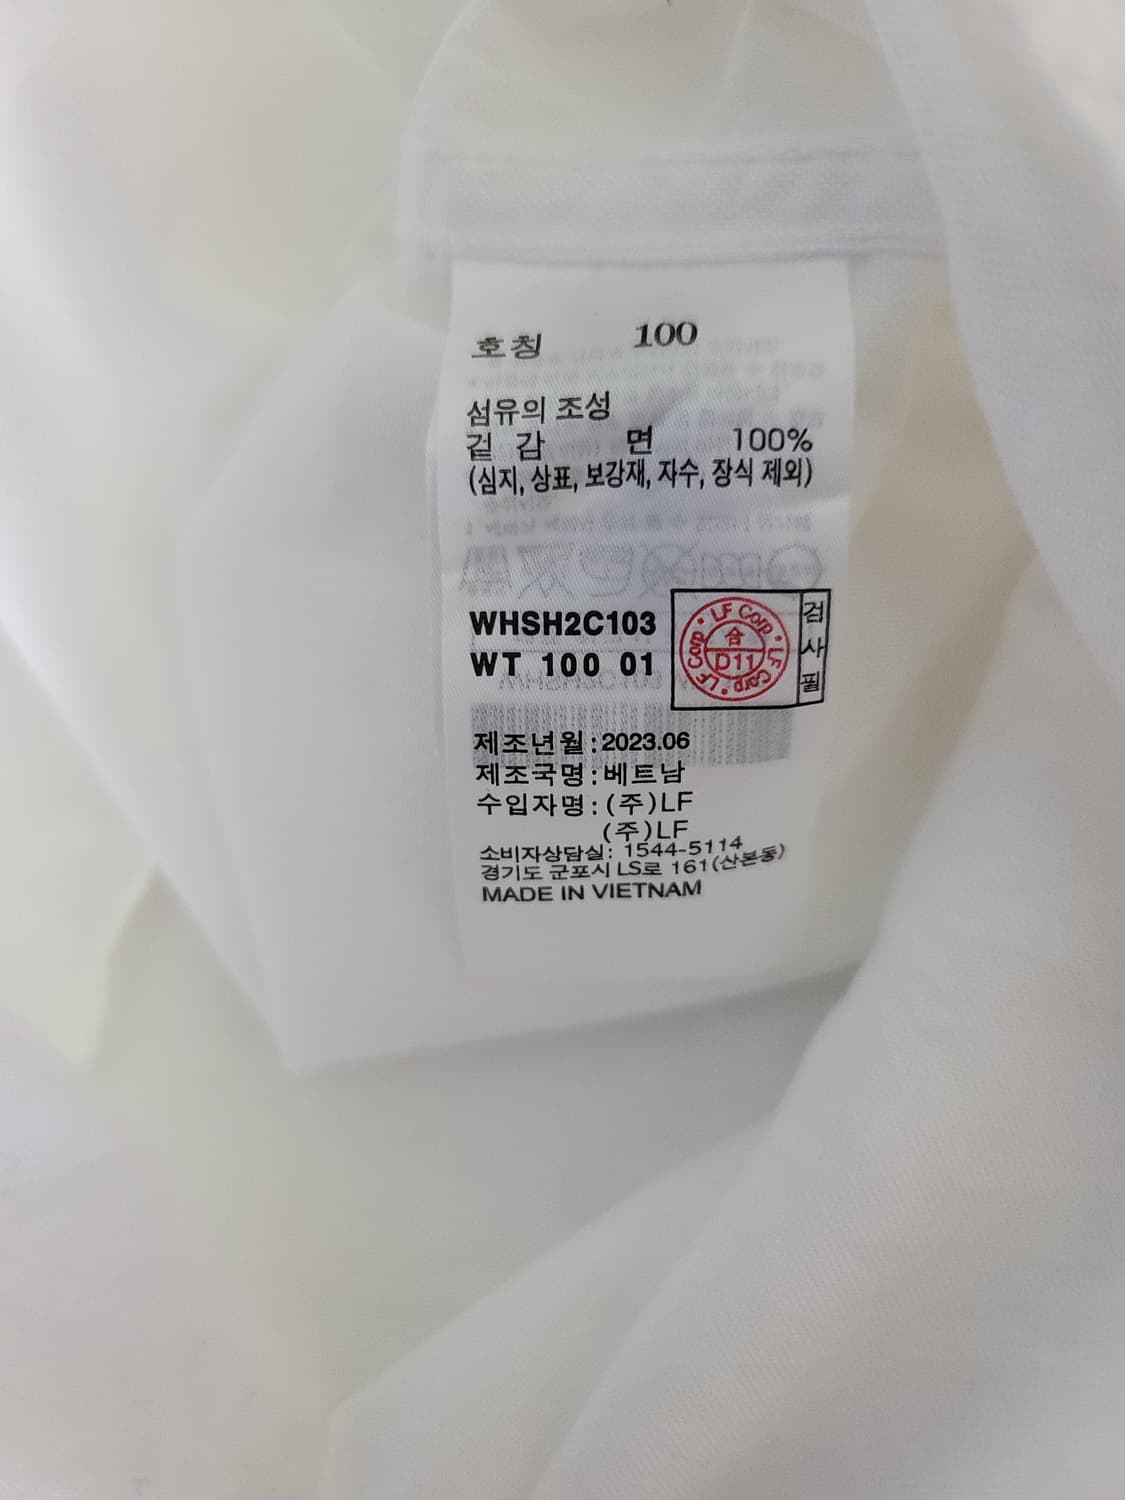 호칭 100
섬유의 조성
겉 감 면 100%
(심지, 상표, 보강재, 자수, 장식 제외)
WHSH2C103
WT 100 01
LF Corp · LF Corp · LF Corp ·
合
D11
검사필
제조년월:2023.06
제조국명:베트남
수입자명:(주)LF
(주)LF
소비자상담실: 1544-5114
경기도 군포시 LS로 161(산본동)
MADE IN VIETNAM